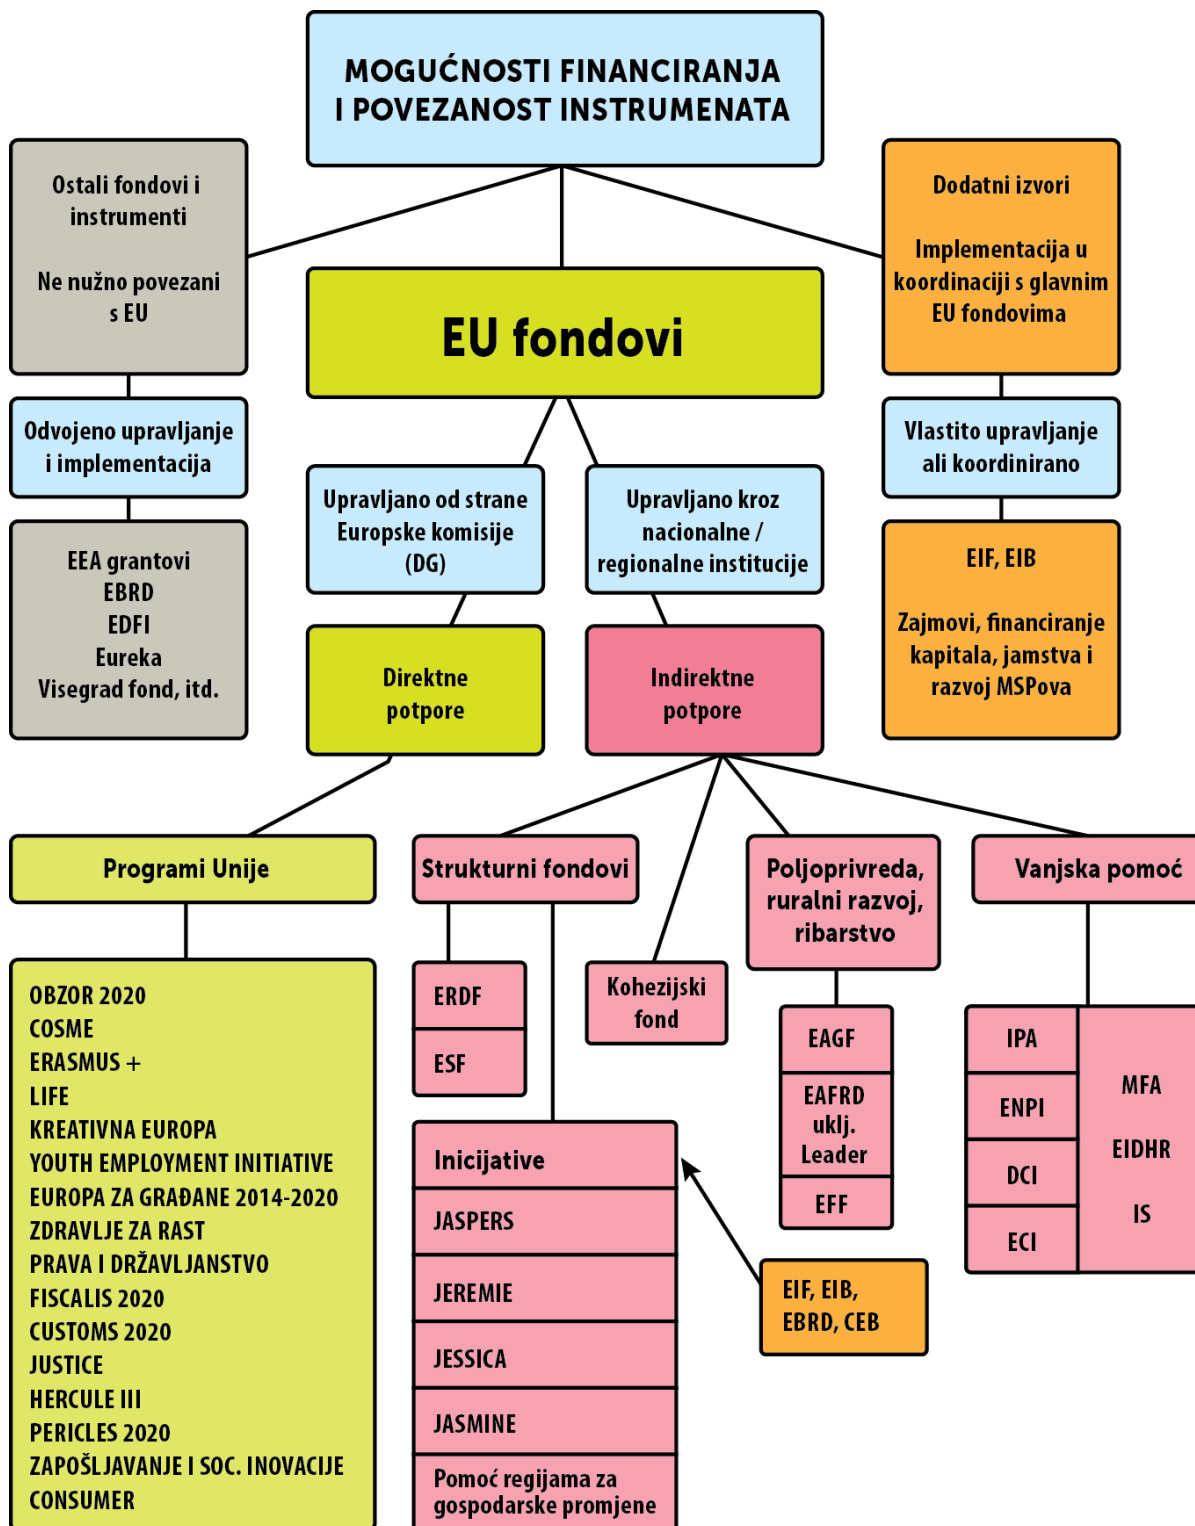 MOGUĆNOSTI FINANCIRANJA
I POVEZANOST INSTRUMENATA
Ostali fondovi i
instrumenti
Ne nužno povezani
s EU
EU fondovi
Dodatni izvori
Implementacija u
koordinaciji s glavnim
EU fondovima
Odvojeno upravljanje
i implementacija
Upravljano od strane
Europske komisije
(DG)
Upravljano kroz
nacionalne /
regionalne institucije
Vlastito upravljanje
ali koordinirano
EEA grantovi
EBRD
EDFI
Eureka
Visegrad fond, itd.
Direktne
potpore
Indirektne
potpore
EIF, EIB
Zajmovi, financiranje
kapitala, jamstva i
razvoj MSPova
Programi Unije
Strukturni fondovi
Poljoprivreda,
ruralni razvoj,
ribarstvo
Vanjska pomoć
OBZOR 2020
COSME
ERASMUS +
LIFE
KREATIVNA EUROPA
YOUTH EMPLOYMENT INITIATIVE
EUROPA ZA GRAĐANE 2014-2020
ZDRAVLJE ZA RAST
PRAVA I DRŽAVLJANSTVO
FISCALIS 2020
CUSTOMS 2020
JUSTICE
HERCULE III
PERICLES 2020
ZAPOŠLJAVANJE I SOC. INOVACIJE
CONSUMER
ERDF
ESF
Inicijative
JASPERS
JEREMIE
JESSICA
JASMINE
Pomoć regijama za
gospodarske promjene
Kohezijski
fond
EAGF
EAFRD
uklj.
Leader
EFF
EIF, EIB,
EBRD, CEB
IPA
ENPI
DCI
ECI
MFA
EIDHR
IS